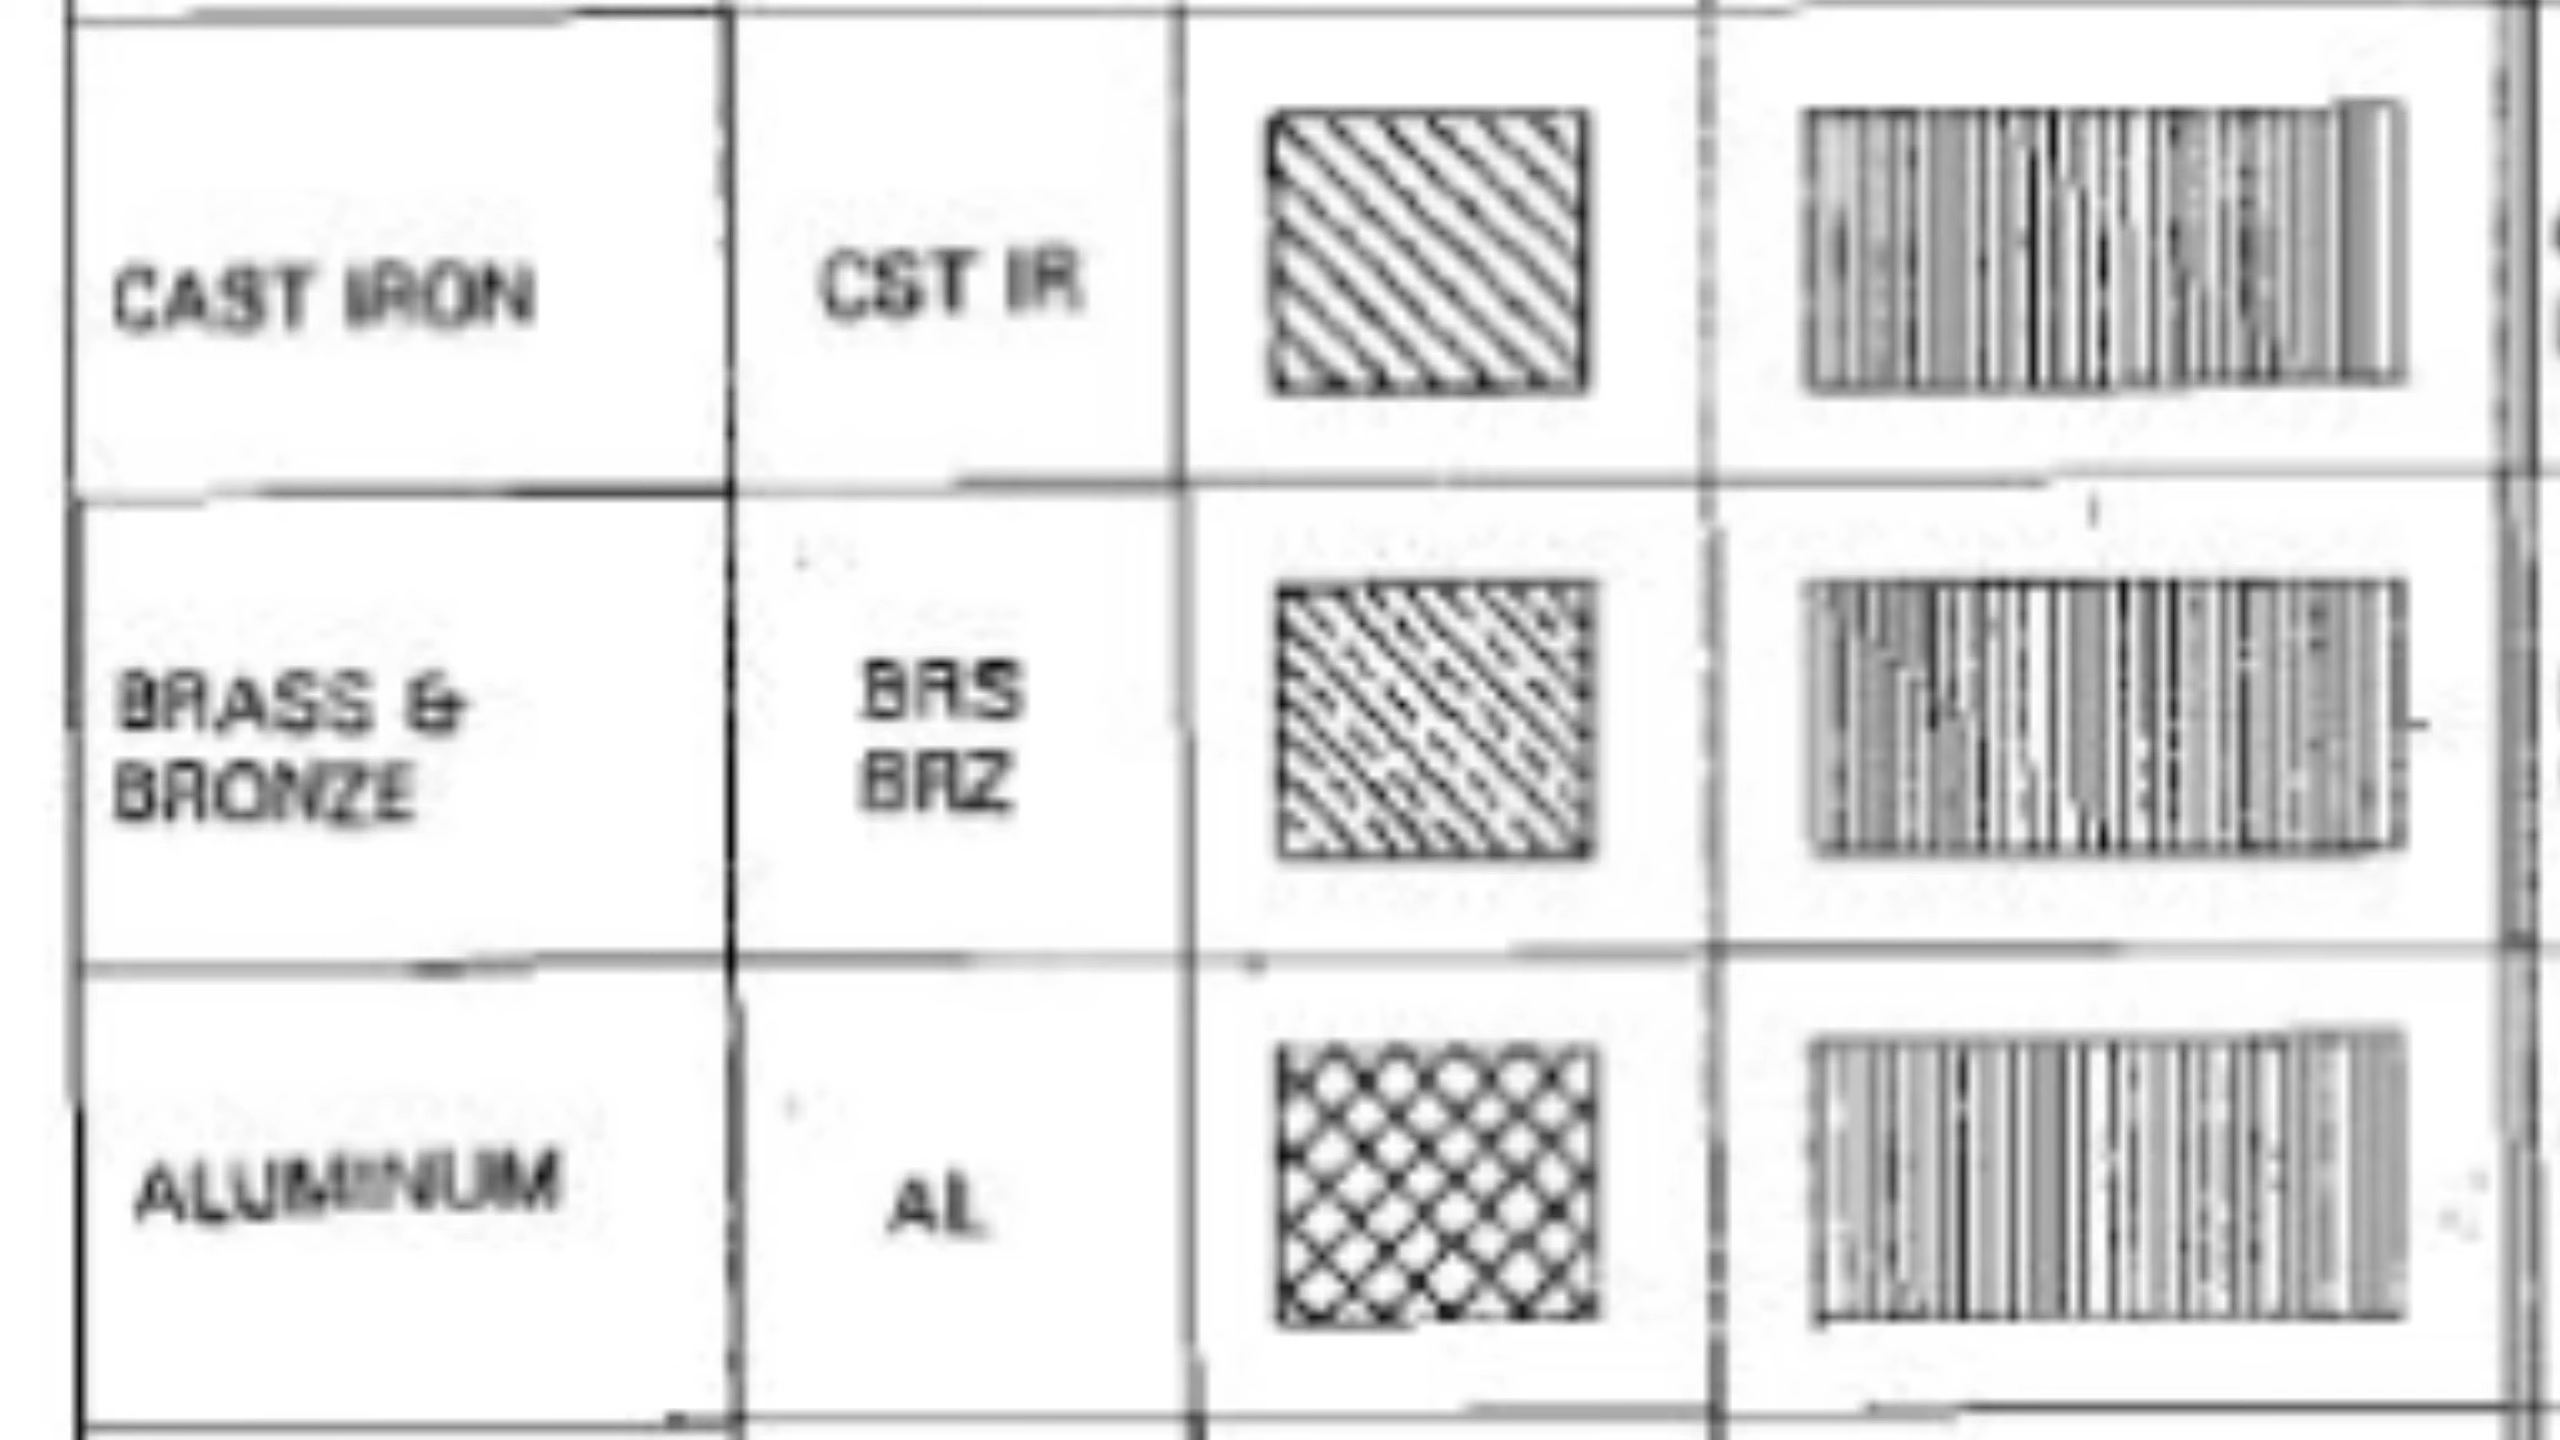 CAST IRON
CST IR
BRASS &
BRONZE
BRS
BRZ
ALUMINUM
AL